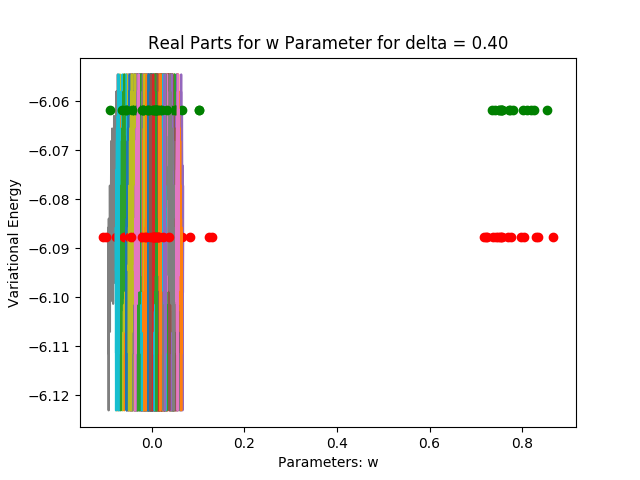 Real Parts for w Parameter for delta = 0.40
Variational Energy
−6.06
−6.07
−6.08
−6.09
−6.10
−6.11
−6.12
0.0 0.2 0.4 0.6 0.8
Parameters: w